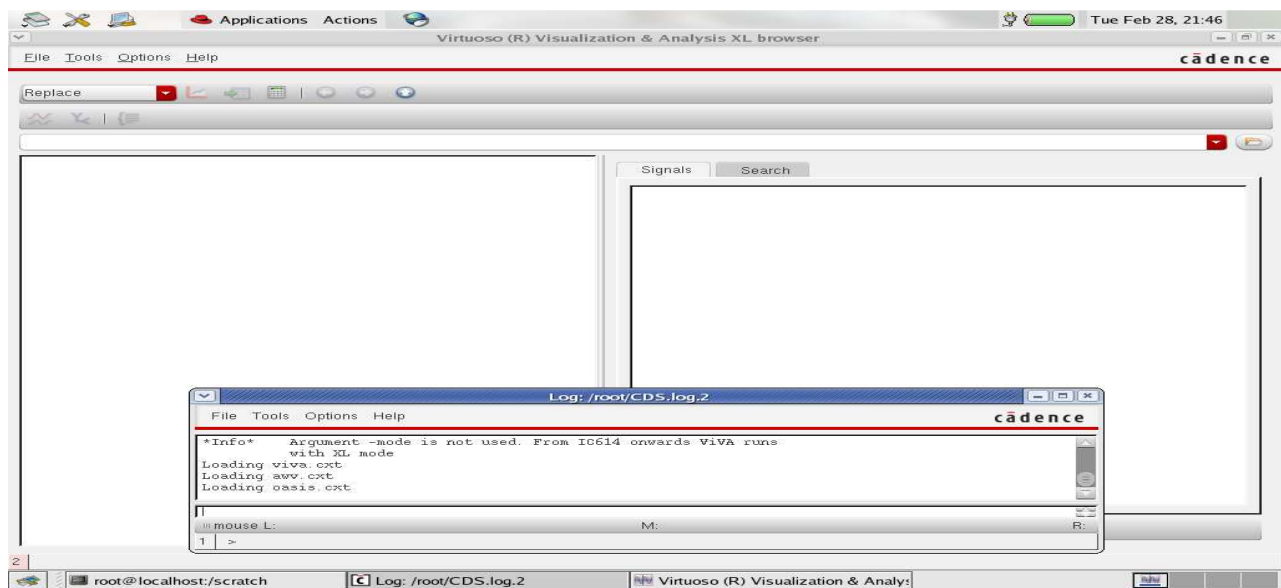 Applications Actions
Tue Feb 28, 21:46
Virtuoso (R) Visualization & Analysis XL browser
File Tools Options Help
cādence
Replace
Signals Search
Log: /root/CDS.log.2
File Tools Options Help
cādence
*Info* Argument -mode is not used. From IC614 onwards ViVA runs
with XL mode
Loading viva.cxt
Loading awv.cxt
Loading oasis.cxt
mouse L: M: R:
1 >
2
root@localhost:/scratch
Log: /root/CDS.log.2
Virtuoso (R) Visualization & Analys